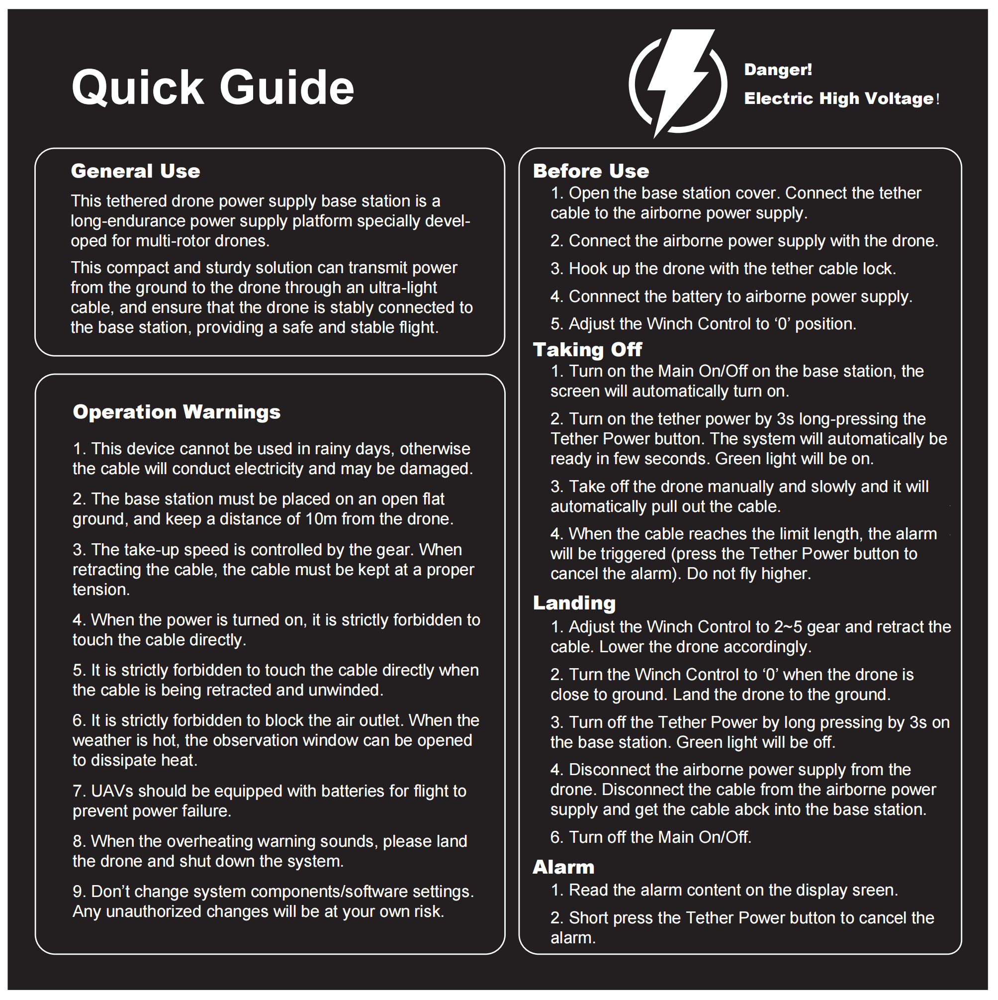 Quick Guide
Danger!
Electric High Voltage!
General Use
This tethered drone power supply base station is a
long-endurance power supply platform specially devel-
oped for multi-rotor drones.
This compact and sturdy solution can transmit power
from the ground to the drone through an ultra-light
cable, and ensure that the drone is stably connected to
the base station, providing a safe and stable flight.
Operation Warnings
1. This device cannot be used in rainy days, otherwise
the cable will conduct electricity and may be damaged.
2. The base station must be placed on an open flat
ground, and keep a distance of 10m from the drone.
3. The take-up speed is controlled by the gear. When
retracting the cable, the cable must be kept at a proper
tension.
4. When the power is turned on, it is strictly forbidden to
touch the cable directly.
5. It is strictly forbidden to touch the cable directly when
the cable is being retracted and unwinded.
6. It is strictly forbidden to block the air outlet. When the
weather is hot, the observation window can be opened
to dissipate heat.
7. UAVs should be equipped with batteries for flight to
prevent power failure.
8. When the overheating warning sounds, please land
the drone and shut down the system.
9. Don’t change system components/software settings.
Any unauthorized changes will be at your own risk.
Before Use
1. Open the base station cover. Connect the tether
cable to the airborne power supply.
2. Connect the airborne power supply with the drone.
3. Hook up the drone with the tether cable lock.
4. Connnect the battery to airborne power supply.
5. Adjust the Winch Control to ‘0’ position.
Taking Off
1. Turn on the Main On/Off on the base station, the
screen will automatically turn on.
2. Turn on the tether power by 3s long-pressing the
Tether Power button. The system will automatically be
ready in few seconds. Green light will be on.
3. Take off the drone manually and slowly and it will
automatically pull out the cable.
4. When the cable reaches the limit length, the alarm
will be triggered (press the Tether Power button to
cancel the alarm). Do not fly higher.
Landing
1. Adjust the Winch Control to 2~5 gear and retract the
cable. Lower the drone accordingly.
2. Turn the Winch Control to ‘0’ when the drone is
close to ground. Land the drone to the ground.
3. Turn off the Tether Power by long pressing by 3s on
the base station. Green light will be off.
4. Disconnect the airborne power supply from the
drone. Disconnect the cable from the airborne power
supply and get the cable abck into the base station.
6. Turn off the Main On/Off.
Alarm
1. Read the alarm content on the display sreen.
2. Short press the Tether Power button to cancel the
alarm.